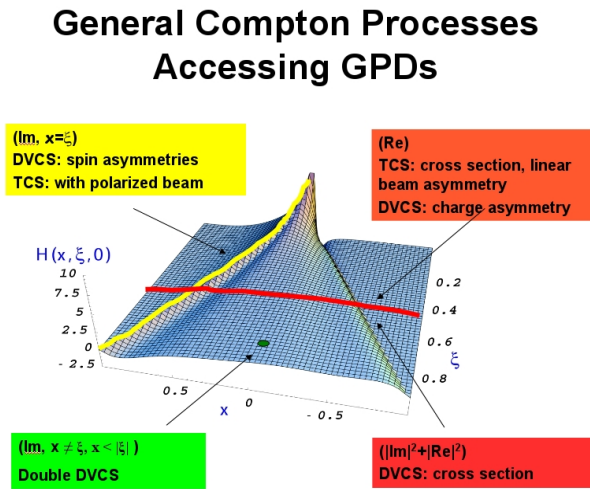 General Compton Processes
Accessing GPDs
(Im, x=ξ)
DVCS: spin asymmetries
TCS: with polarized beam
(Re)
TCS: cross section, linear
beam asymmetry
DVCS: charge asymmetry
H(x,ξ,0)
10
7.5
5
2.5
0
-2.5
0.5
0
-0.5
x
0.2
0.4
0.6
0.8
ξ
(Im, x ≠ ξ, x < |ξ| )
Double DVCS
(|Im|²+|Re|²)
DVCS: cross section